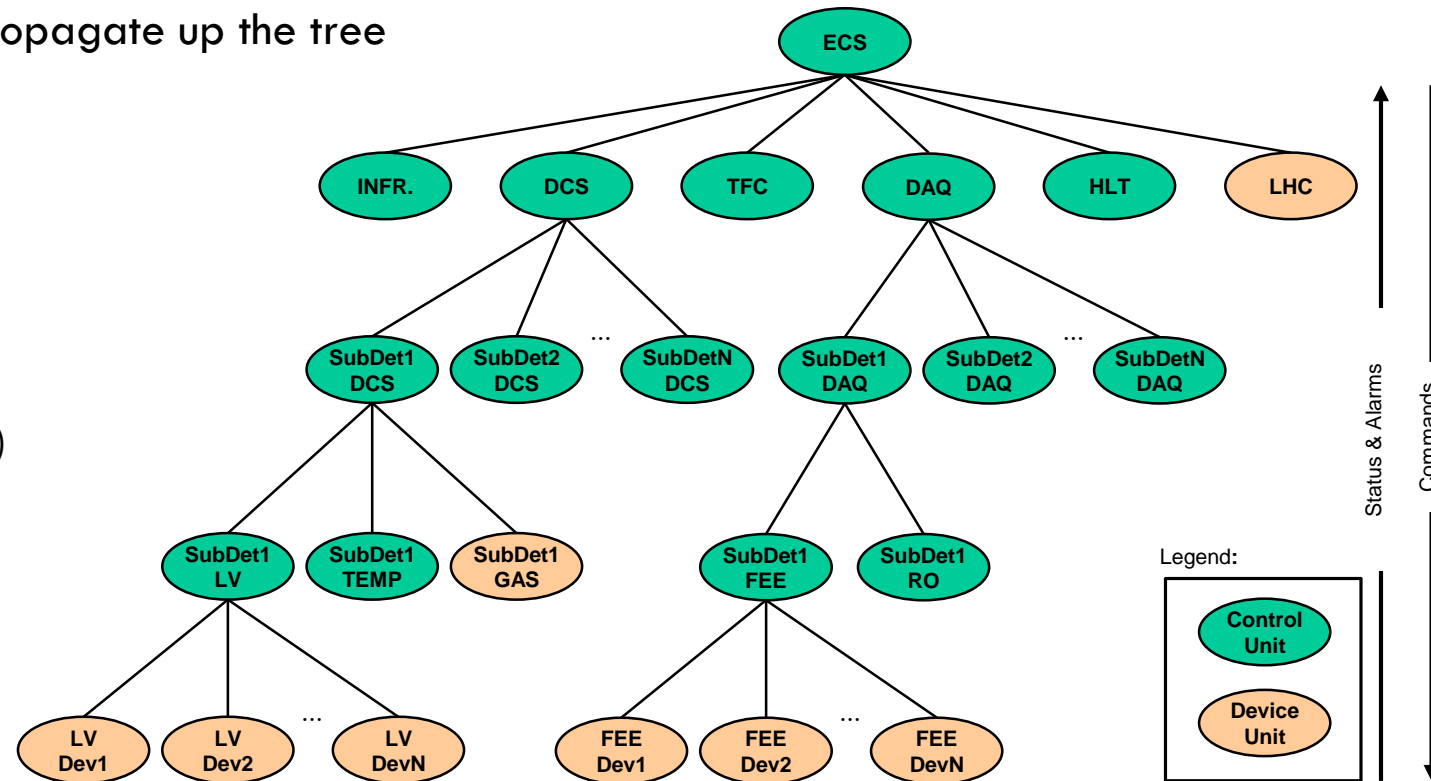 opagate up the tree
ECS
INFR.
DCS
TFC
DAQ
HLT
LHC
SubDet1
DCS
SubDet2
DCS
...
SubDetN
DCS
SubDet1
DAQ
SubDet2
DAQ
...
SubDetN
DAQ
Status & Alarms
Commands
)
SubDet1
LV
SubDet1
TEMP
SubDet1
GAS
SubDet1
FEE
SubDet1
RO
Legend:
Control
Unit
Device
Unit
LV
Dev1
LV
Dev2
...
LV
DevN
FEE
Dev1
FEE
Dev2
...
FEE
DevN